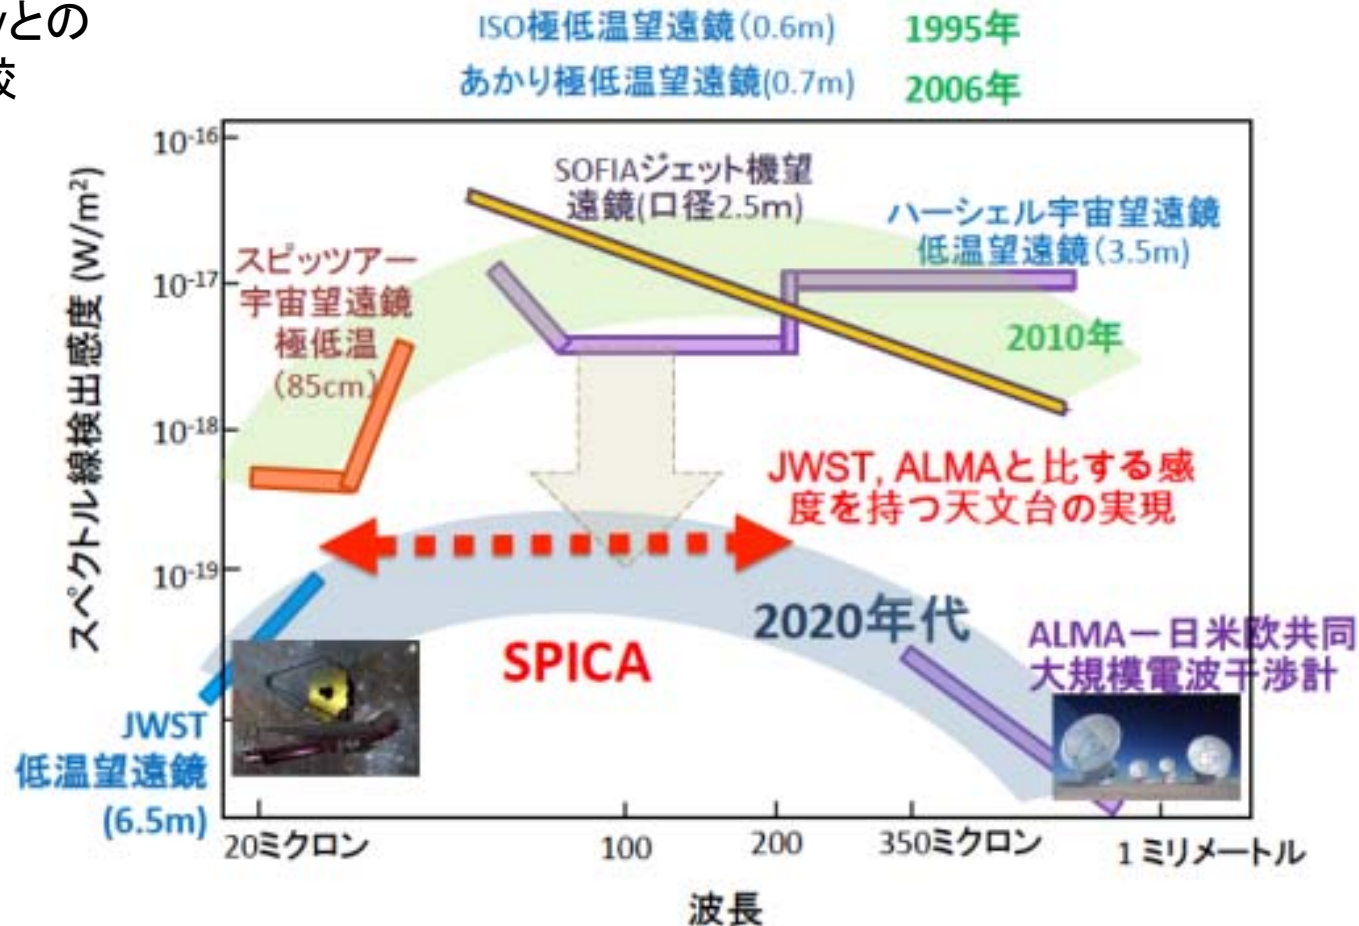 との
較
ISO極低温望遠鏡（0.6m） 1995年
あかり極低温望遠鏡(0.7m) 2006年
スペクトル線検出感度 (W/m²)
10⁻¹⁶
10⁻¹⁷
10⁻¹⁸
10⁻¹⁹
SOFIAジェット機望
遠鏡(口径2.5m)
ハーシェル宇宙望遠鏡
低温望遠鏡（3.5m)
スピッツアー
宇宙望遠鏡
極低温
（85cm）
2010年
JWST, ALMAと比する感
度を持つ天文台の実現
2020年代
SPICA
ALMAー日米欧共同
大規模電波干渉計
JWST
低温望遠鏡
(6.5m)
20ミクロン 100 200 350ミクロン 1 ミリメートル
波長